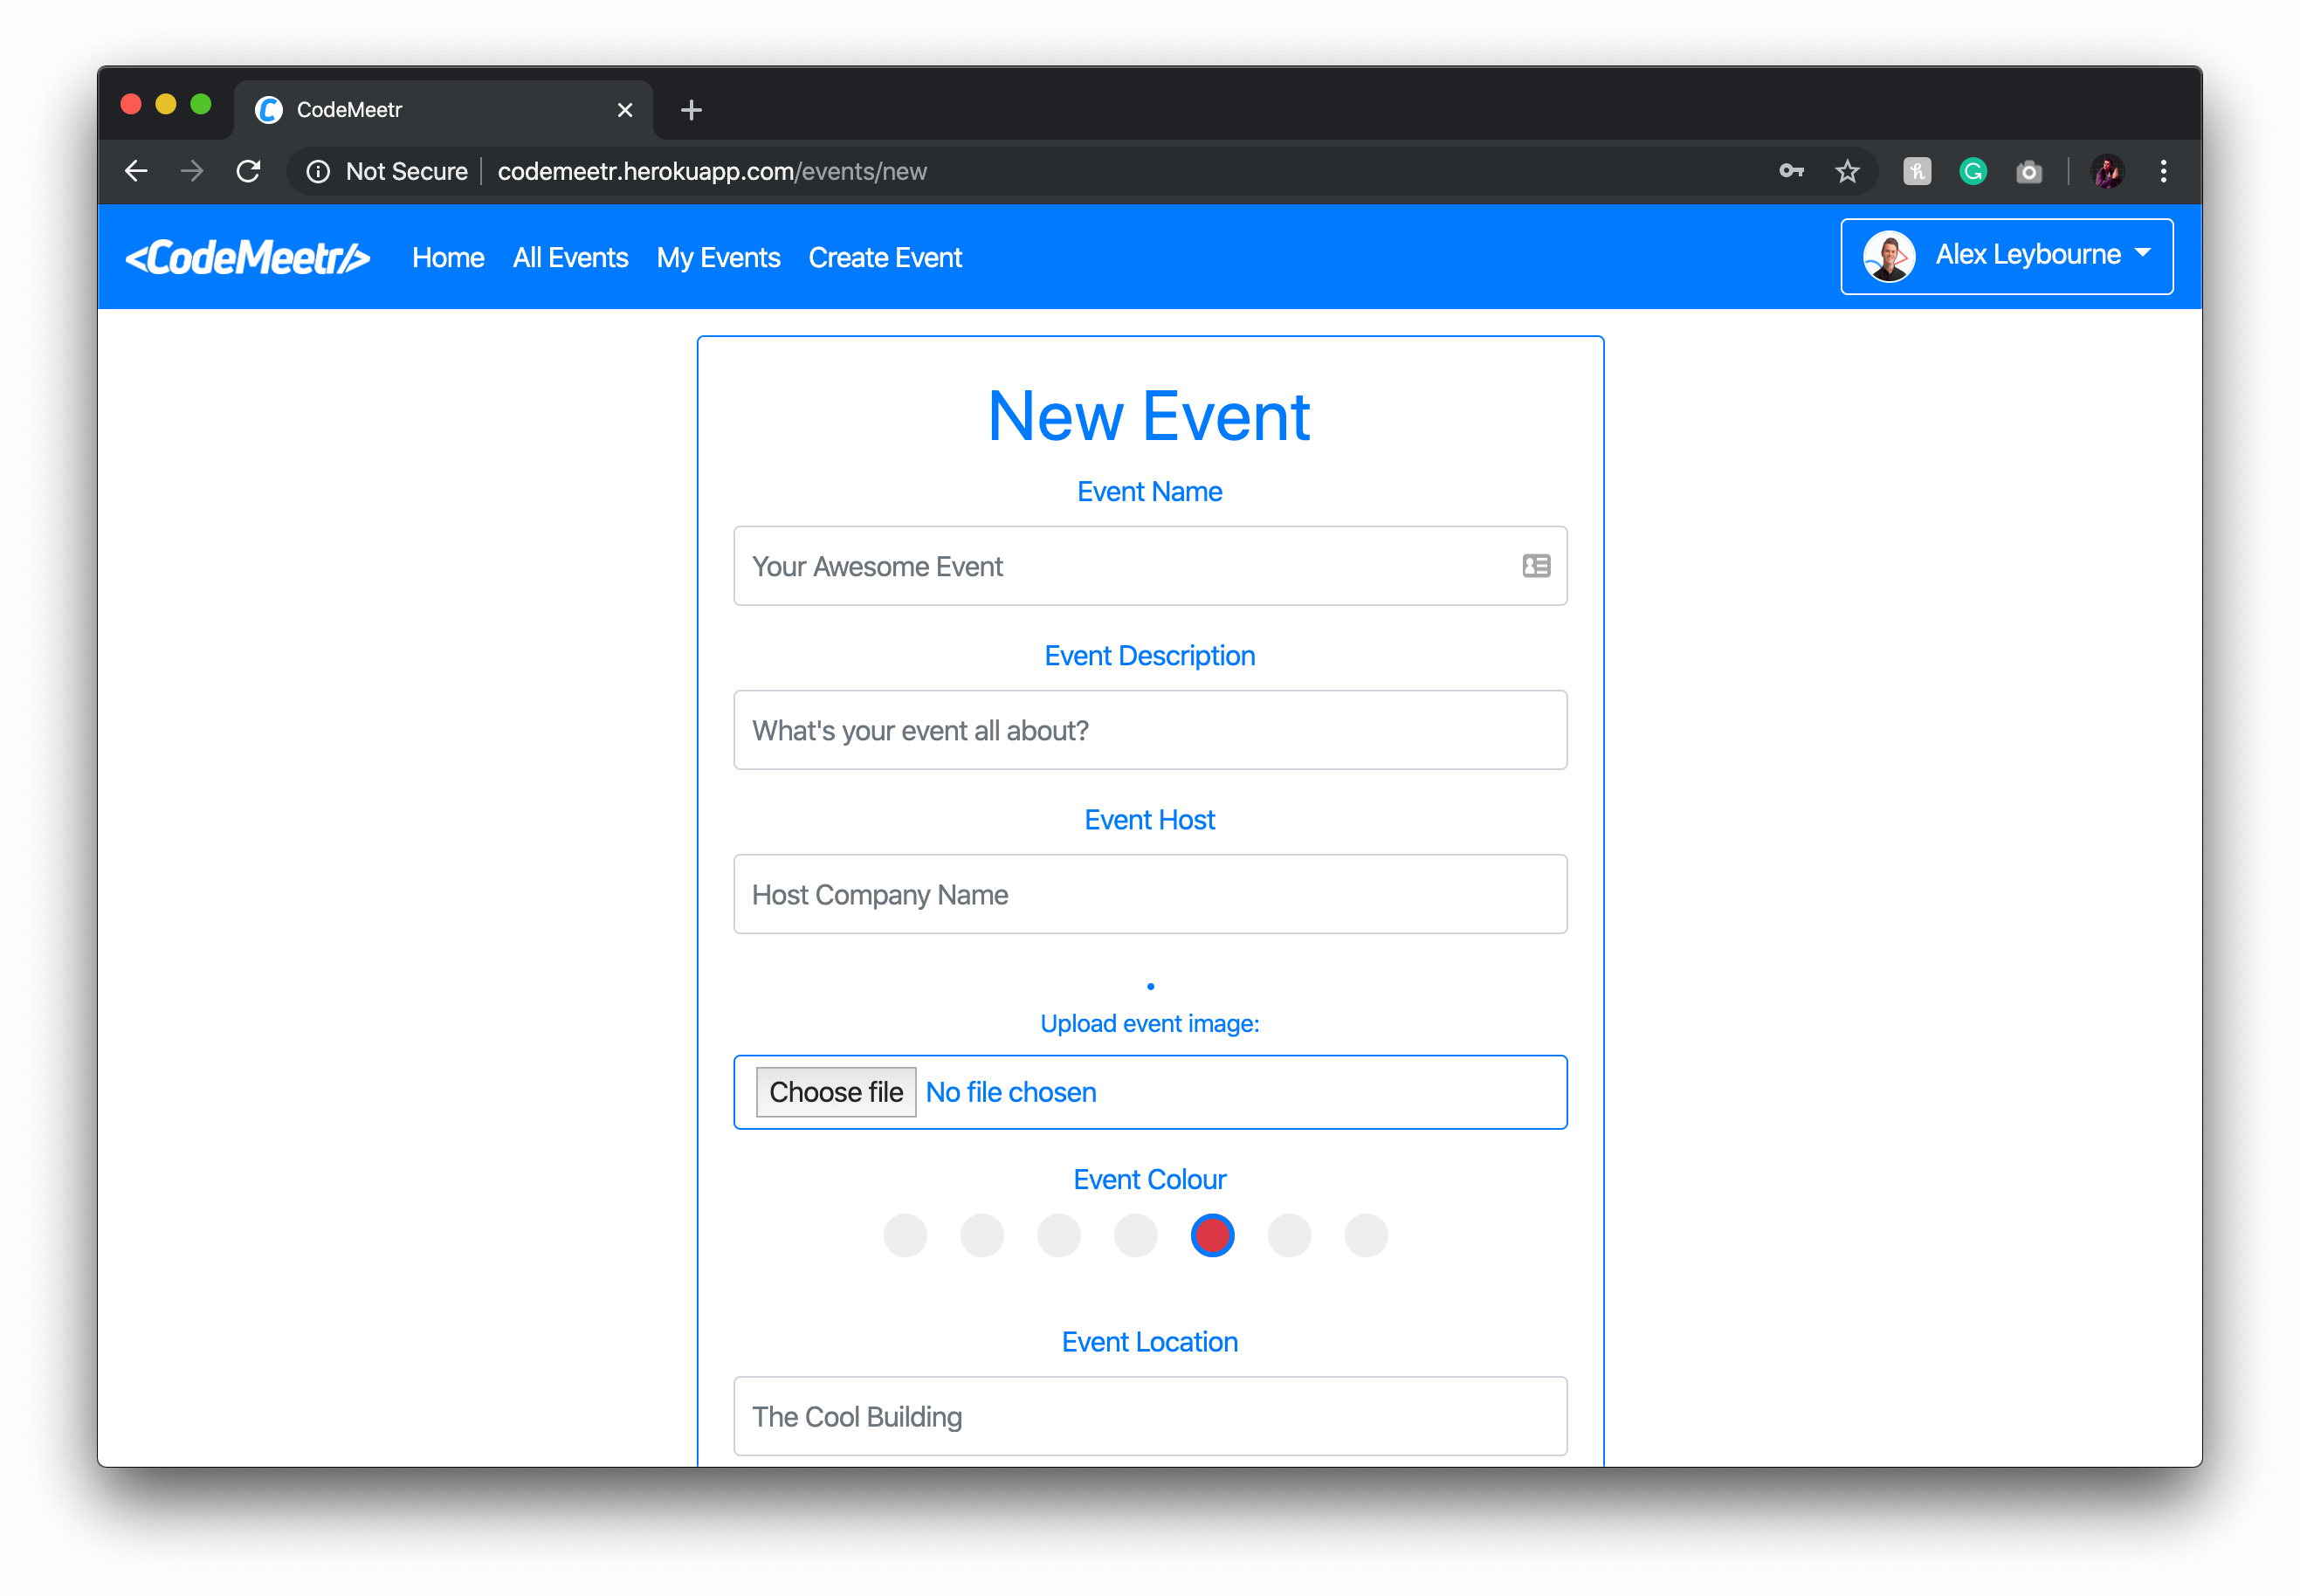 CodeMeetr
Not Secure codemeetr.herokuapp.com/events/new
<CodeMeetr/> Home All Events My Events Create Event Alex Leybourne
New Event
Event Name
Your Awesome Event
Event Description
What's your event all about?
Event Host
Host Company Name
Upload event image:
Choose file No file chosen
Event Colour
Event Location
The Cool Building